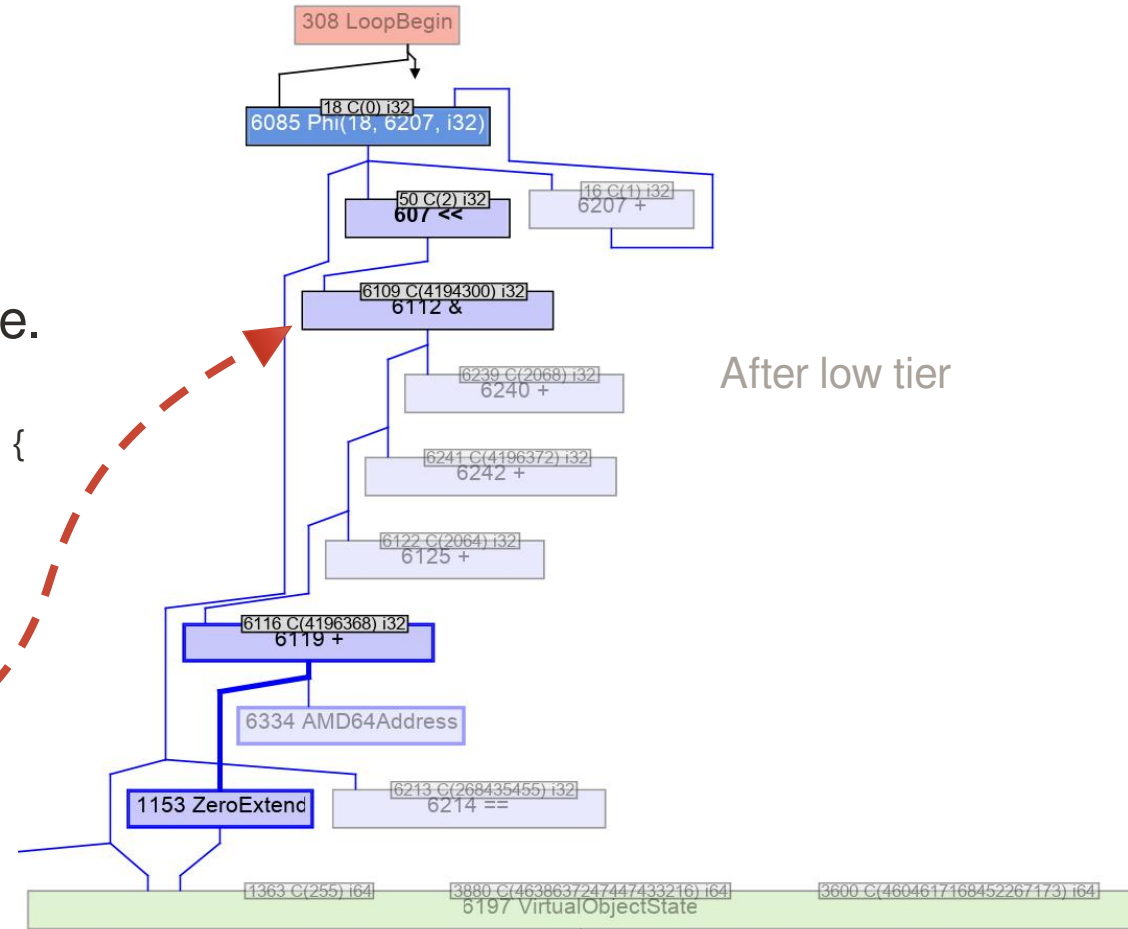 308 LoopBegin
18 C(0) i32
6085 Phi(18, 6207, i32)
50 C(2) i32
607 <<
16 C(1) i32
6207 +
6109 C(4194300) i32
6112 &
e.
After low tier
6239 C(2068) i32
6240 +
{
6241 C(4196372) i32
6242 +
6122 C(2064) i32
6125 +
6116 C(4196368) i32
6119 +
6334 AMD64Address
1153 ZeroExtend
6213 C(268435455) i32
6214 ==
1363 C(255) i64
3880 C(4638637247447433216) i64
3600 C(4604617168452267173) i64
6197 VirtualObjectState